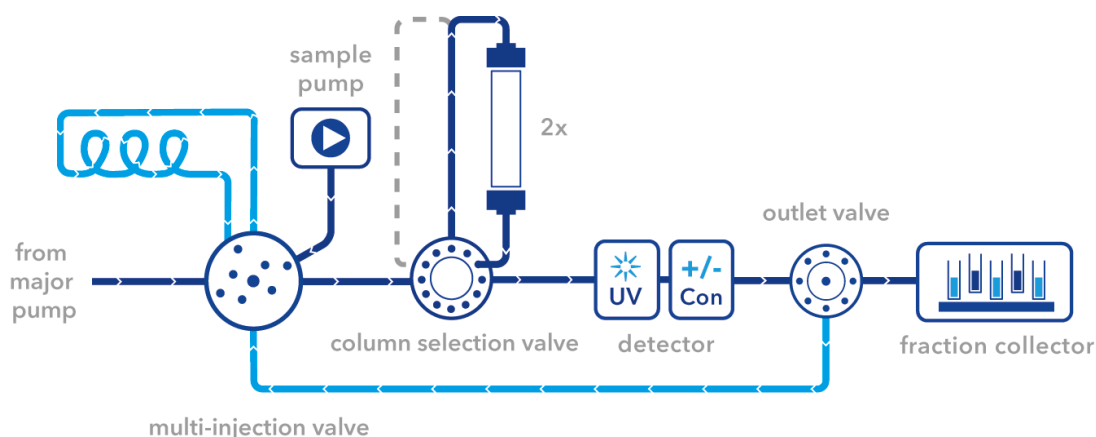 sample
pump
2x
outlet valve
from
major
pump
UV
+/-
Con
column selection valve
detector
fraction collector
multi-injection valve